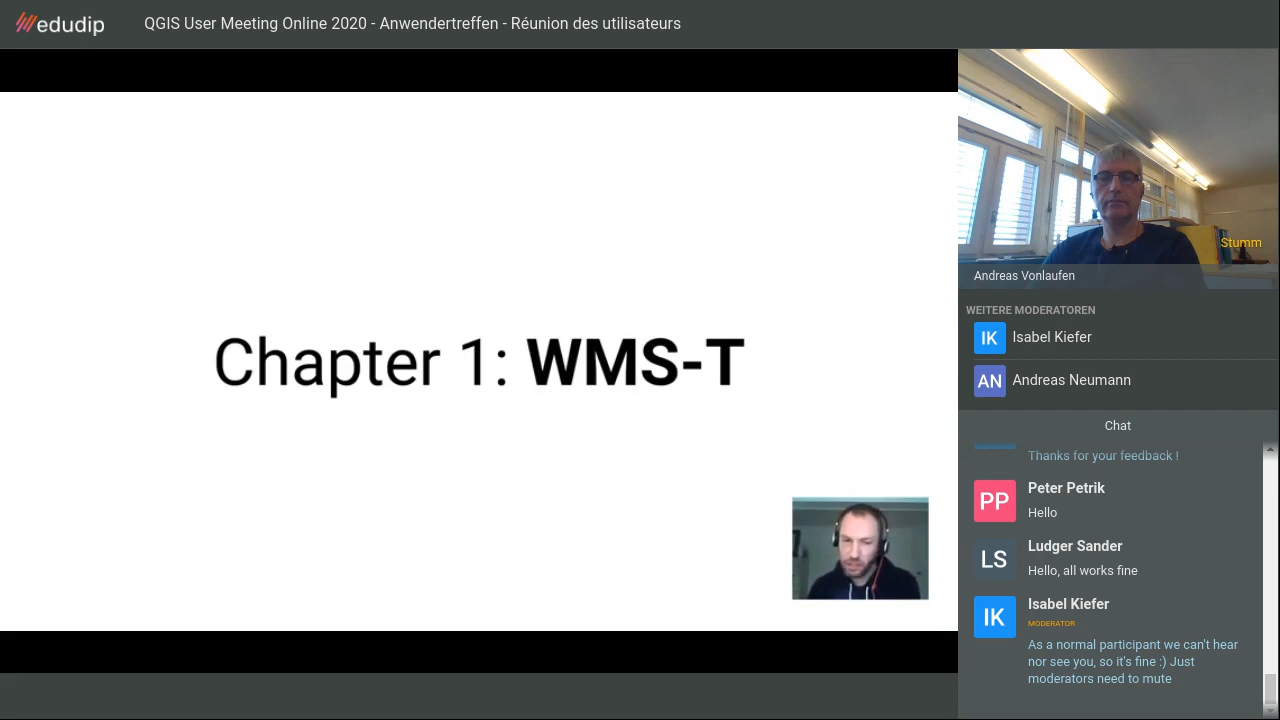 edudip
QGIS User Meeting Online 2020 - Anwendertreffen - Réunion des utilisateurs
Chapter 1: WMS-T
Stumm
Andreas Vonlaufen
WEITERE MODERATOREN
IK Isabel Kiefer
AN Andreas Neumann
Chat
Thanks for your feedback !
PP Peter Petrik
Hello
LS Ludger Sander
Hello, all works fine
IK Isabel Kiefer
MODERATOR
As a normal participant we can't hear
nor see you, so it's fine :) Just
moderators need to mute